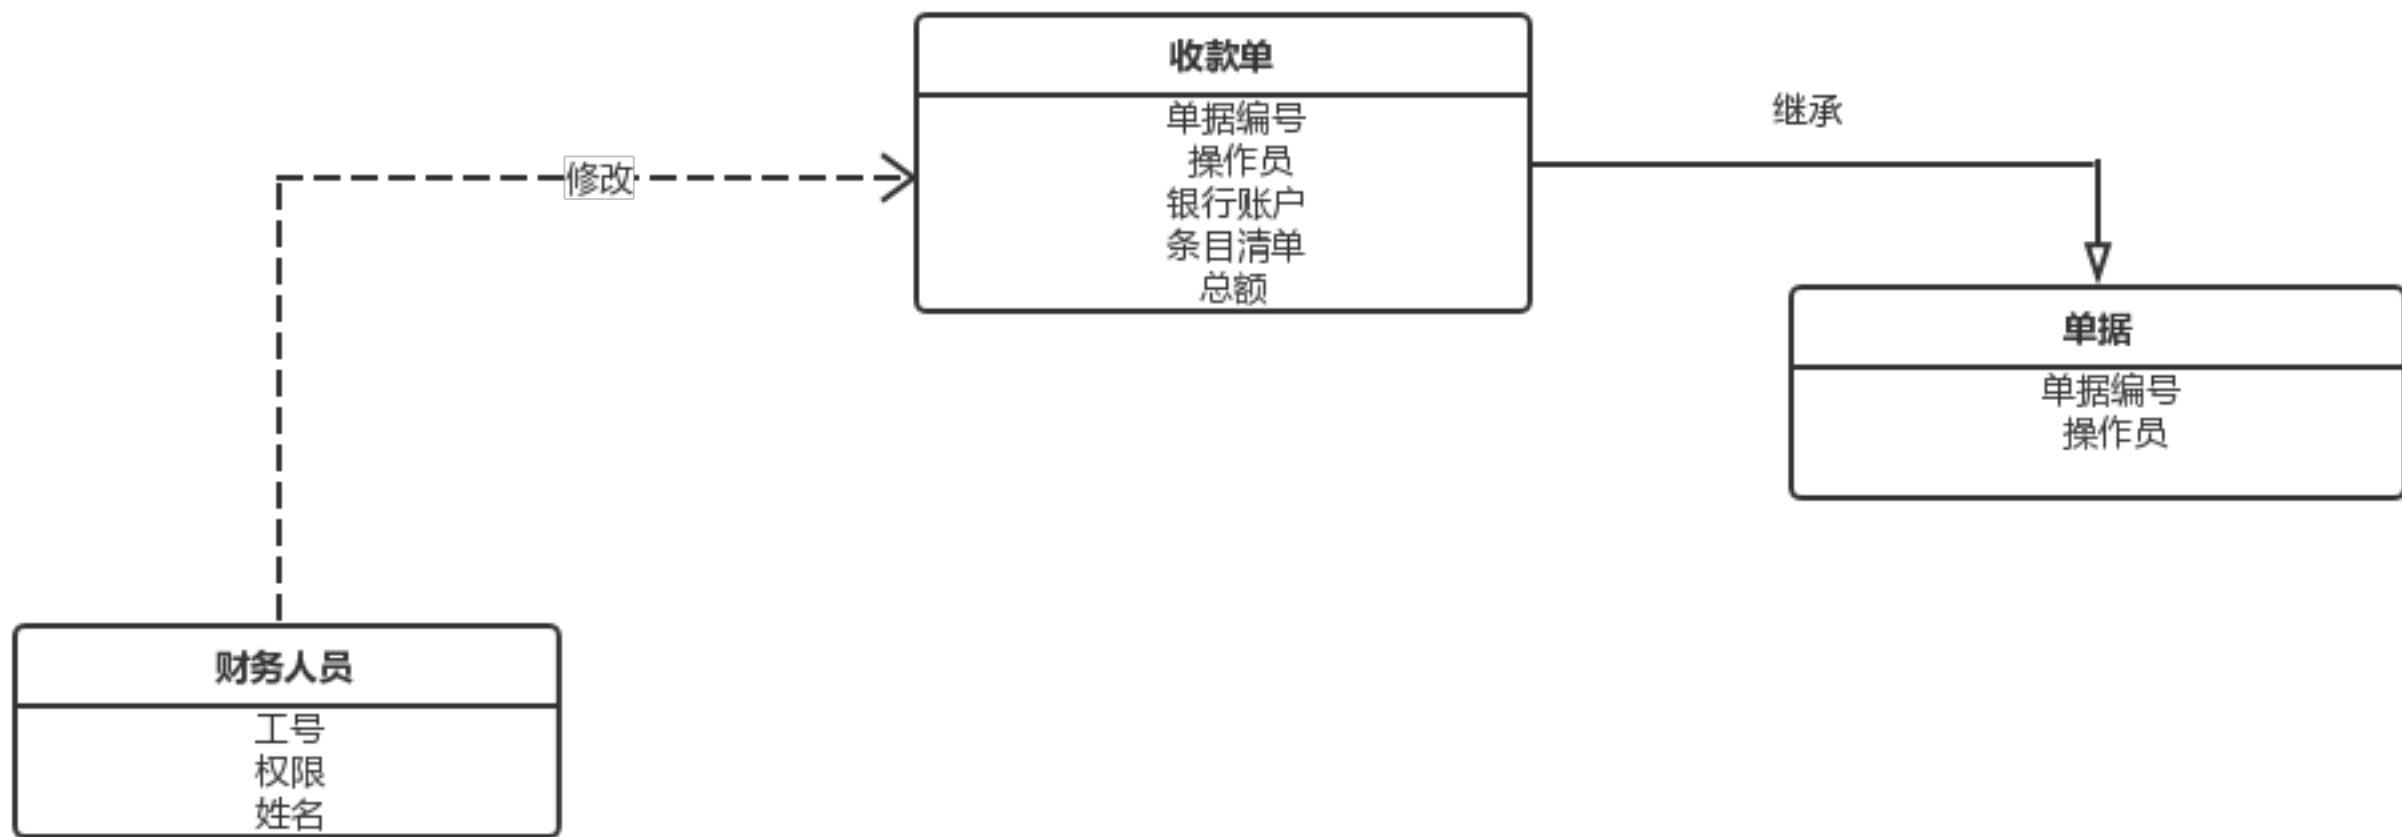 收款单
单据编号
操作员
银行账户
条目清单
总额
继承
修改
单据
单据编号
操作员
财务人员
工号
权限
姓名